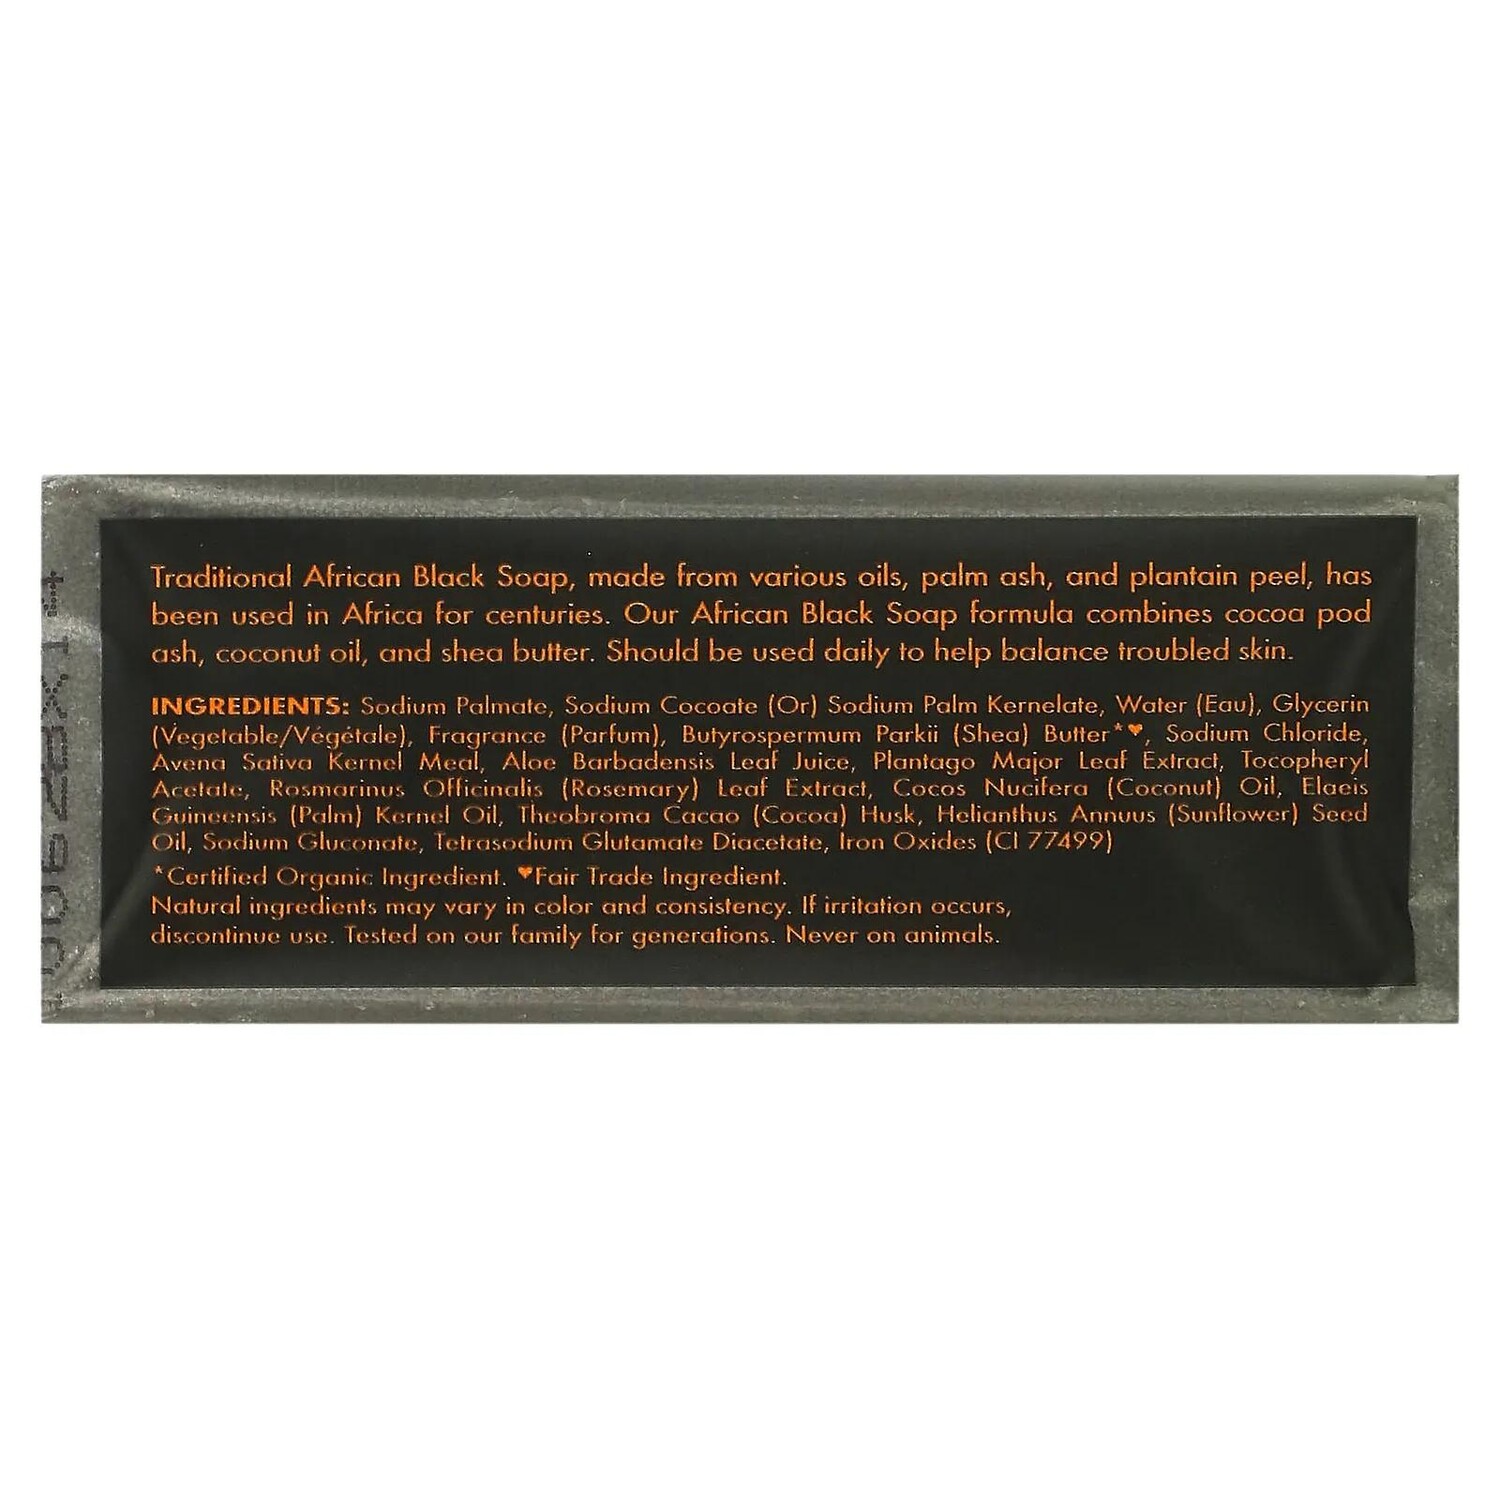 Traditional African Black Soap, made from various oils, palm ash, and plantain peel, has
been used in Africa for centuries. Our African Black Soap formula combines cocoa pod
ash, coconut oil, and shea butter. Should be used daily to help balance troubled skin.
INGREDIENTS: Sodium Palmate, Sodium Cocoate (Or) Sodium Palm Kernelate, Water (Eau), Glycerin
(Vegetable/Végétale), Fragrance (Parfum), Butyrospermum Parkii (Shea) Butter*♥, Sodium Chloride,
Avena Sativa Kernel Meal, Aloe Barbadensis Leaf Juice, Plantago Major Leaf Extract, Tocopheryl
Acetate, Rosmarinus Officinalis (Rosemary) Leaf Extract, Cocos Nucifera (Coconut) Oil, Elaeis
Guineensis (Palm) Kernel Oil, Theobroma Cacao (Cocoa) Husk, Helianthus Annuus (Sunflower) Seed
Oil, Sodium Gluconate, Tetrasodium Glutamate Diacetate, Iron Oxides (CI 77499)
*Certified Organic Ingredient. ♥Fair Trade Ingredient.
Natural ingredients may vary in color and consistency. If irritation occurs,
discontinue use. Tested on our family for generations. Never on animals.